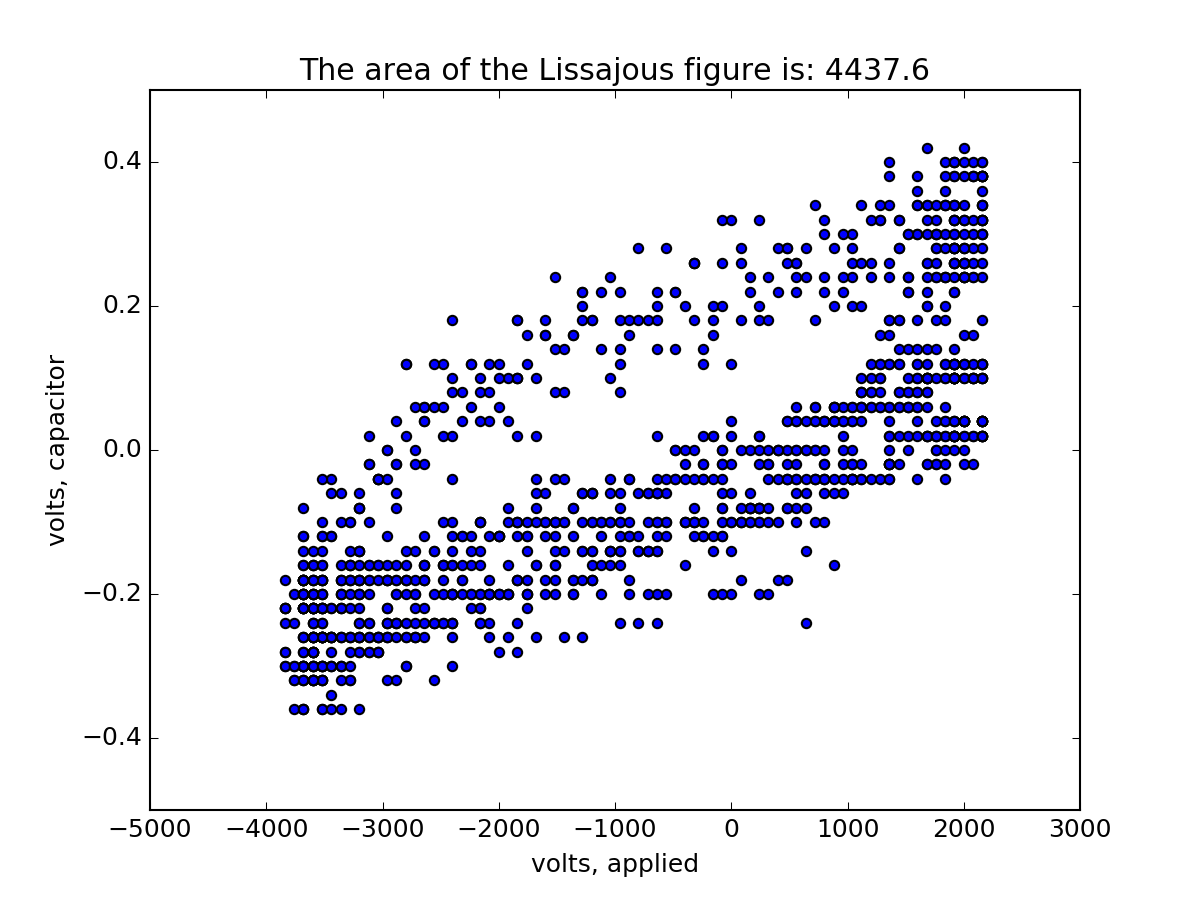 The area of the Lissajous figure is: 4437.6
0.4
0.2
0.0
−0.2
−0.4
volts, capacitor
−5000 −4000 −3000 −2000 −1000 0 1000 2000 3000
volts, applied